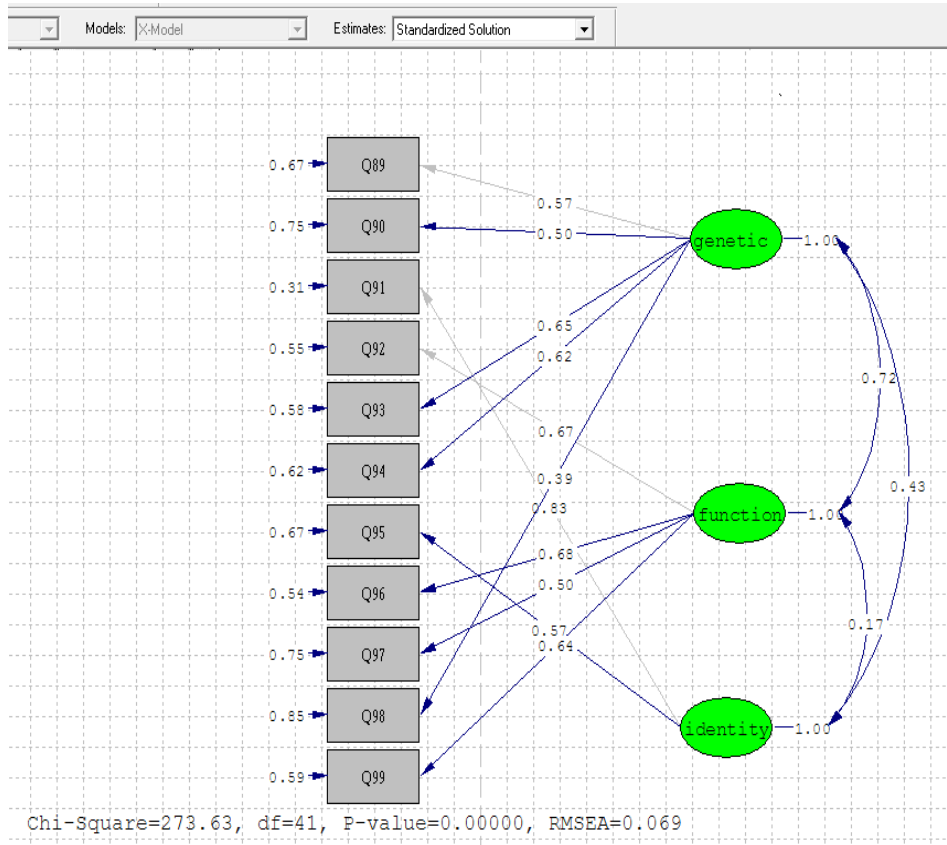 Models: X-Model Estimates: Standardized Solution
0.67 Q89
0.57
0.75 Q90
0.50
genetic 1.00
0.31 Q91
0.65
0.55 Q92
0.62
0.72
0.58 Q93
0.67
0.62 Q94
0.39
0.43
0.83
function 1.00
0.67 Q95
0.68
0.54 Q96
0.50
0.17
0.57
0.64
0.75 Q97
0.85 Q98
identity 1.00
0.59 Q99
Chi-Square=273.63, df=41, P-value=0.00000, RMSEA=0.069